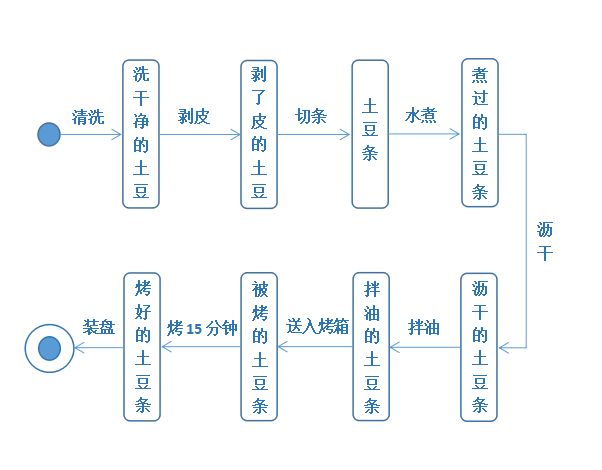 清洗
洗干净的土豆
剥皮
剥了皮的土豆
切条
土豆条
水煮
煮过的土豆条
沥干
沥干的土豆条
拌油
拌油的土豆条
送入烤箱
被烤的土豆条
烤 15 分钟
烤好的土豆条
装盘